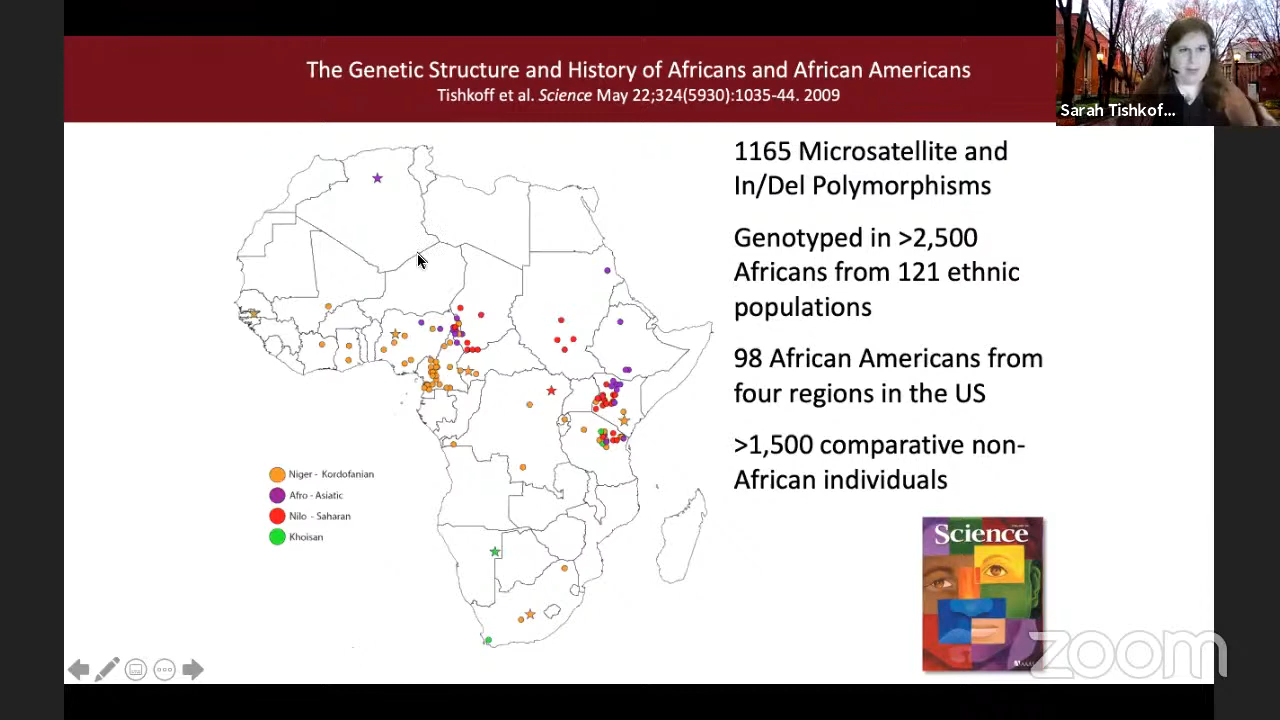 The Genetic Structure and History of Africans and African Americans
Tishkoff et al. Science May 22;324(5930):1035-44. 2009
Sarah Tishkof...
1165 Microsatellite and
In/Del Polymorphisms
Genotyped in >2,500
Africans from 121 ethnic
populations
98 African Americans from
four regions in the US
>1,500 comparative non-
African individuals
Niger - Kordofanian
Afro - Asiatic
Nilo - Saharan
Khoisan
Science
zoom